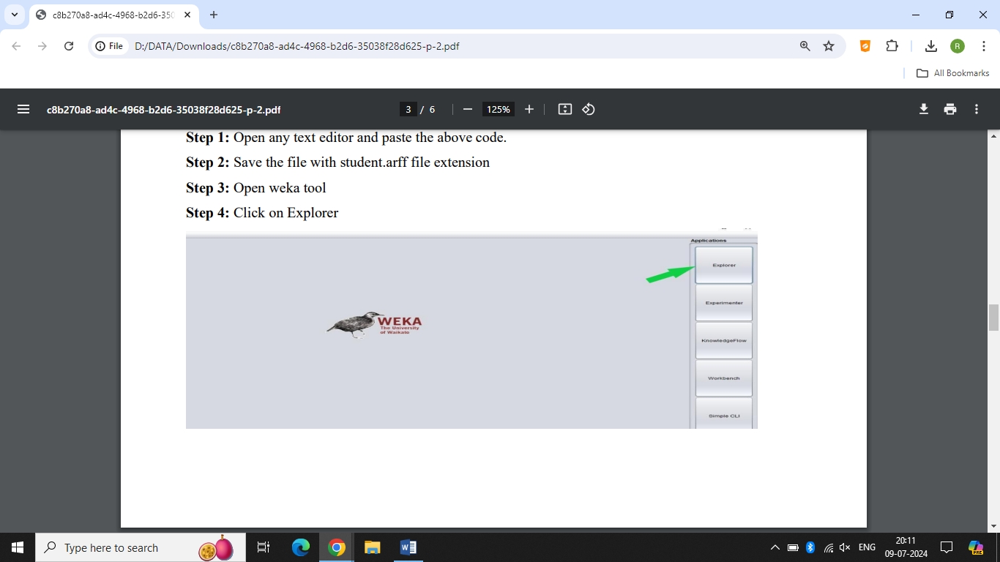 c8b270a8-ad4c-4968-b2d6-350
File
D:/DATA/Downloads/c8b270a8-ad4c-4968-b2d6-35038f28d625-p-2.pdf
R
All Bookmarks
c8b270a8-ad4c-4968-b2d6-35038f28d625-p-2.pdf
3 / 6
125%
Step 1: Open any text editor and paste the above code.
Step 2: Save the file with student.arff file extension
Step 3: Open weka tool
Step 4: Click on Explorer
Applications
Explorer
Experimenter
KnowledgeFlow
Workbench
Simple CLI
WEKA
The University
of Waikato
Type here to search
W
ENG
20:11
09-07-2024
PRE